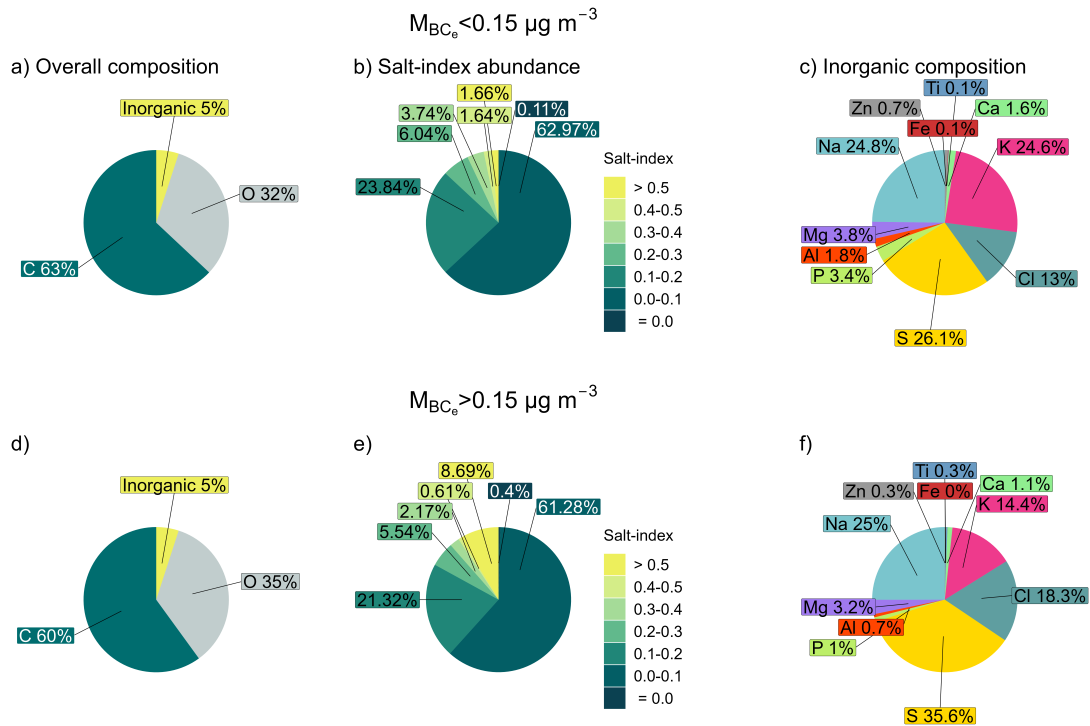 M_BCe<0.15 µg m⁻³
a) Overall composition
Inorganic 5%
O 32%
C 63%
b) Salt-index abundance
1.66%
3.74%
1.64%
0.11%
6.04%
62.97%
23.84%
Salt-index
> 0.5
0.4-0.5
0.3-0.4
0.2-0.3
0.1-0.2
0.0-0.1
= 0.0
c) Inorganic composition
Ti 0.1%
Zn 0.7%
Ca 1.6%
Fe 0.1%
Na 24.8%
K 24.6%
Mg 3.8%
Al 1.8%
P 3.4%
Cl 13%
S 26.1%
M_BCe>0.15 µg m⁻³
d)
Inorganic 5%
O 35%
C 60%
e)
8.69%
0.61%
0.4%
2.17%
61.28%
5.54%
21.32%
Salt-index
> 0.5
0.4-0.5
0.3-0.4
0.2-0.3
0.1-0.2
0.0-0.1
= 0.0
f)
Ti 0.3%
Ca 1.1%
Zn 0.3%
Fe 0%
K 14.4%
Na 25%
Cl 18.3%
Mg 3.2%
Al 0.7%
P 1%
S 35.6%